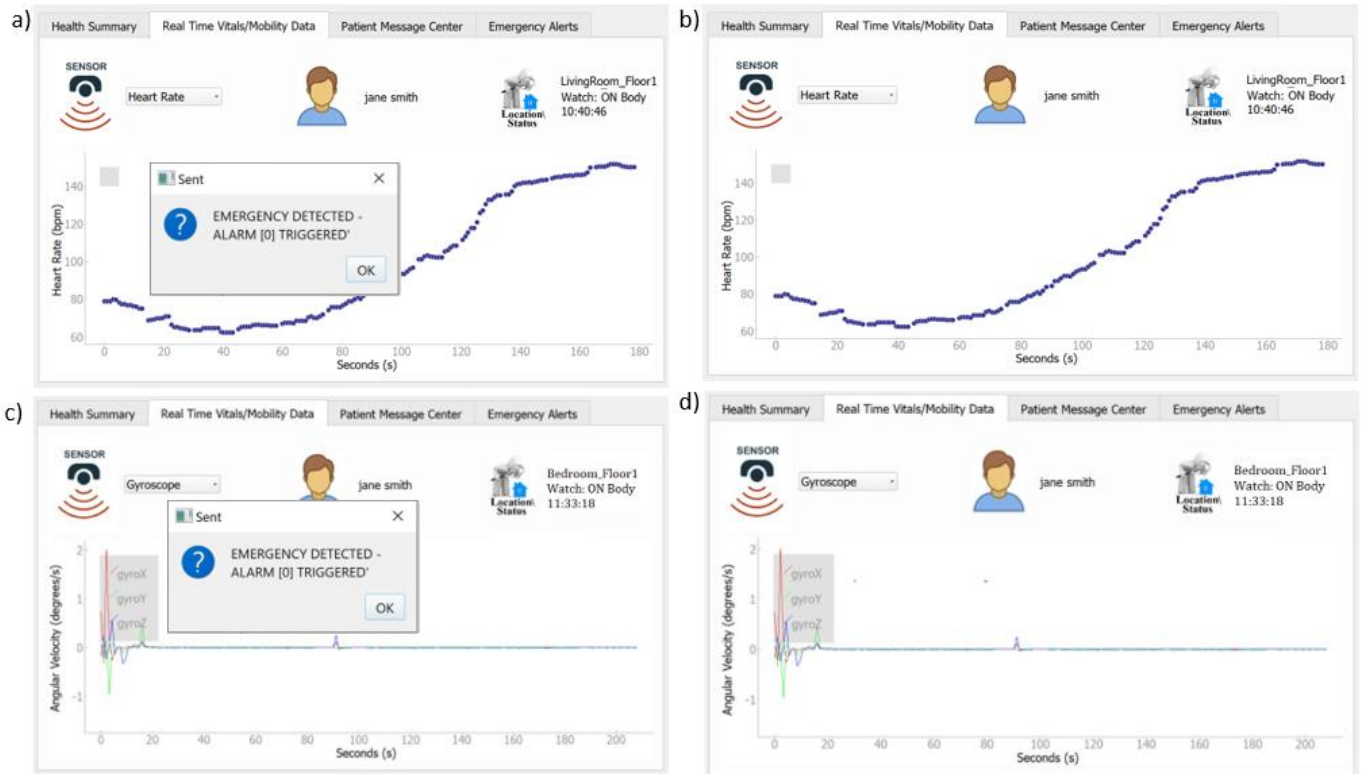 a)
Health Summary Real Time Vitals/Mobility Data Patient Message Center Emergency Alerts
SENSOR
Heart Rate
jane smith
Location\
Status
LivingRoom_Floor1
Watch: ON Body
10:40:46
Sent
EMERGENCY DETECTED -
ALARM [0] TRIGGERED'
OK
Heart Rate (bpm)
140
120
100
80
60
0 20 40 60 80 100 120 140 160 180
Seconds (s)
b)
Health Summary Real Time Vitals/Mobility Data Patient Message Center Emergency Alerts
SENSOR
Heart Rate
jane smith
Location\
Status
LivingRoom_Floor1
Watch: ON Body
10:40:46
Heart Rate (bpm)
140
120
100
80
60
0 20 40 60 80 100 120 140 160 180
Seconds (s)
c)
Health Summary Real Time Vitals/Mobility Data Patient Message Center Emergency Alerts
SENSOR
Gyroscope
jane smith
Location\
Status
Bedroom_Floor1
Watch: ON Body
11:33:18
Sent
EMERGENCY DETECTED -
ALARM [0] TRIGGERED'
OK
Angular Velocity (degrees/s)
2
1
0
-1
gyroX
gyroY
gyroZ
0 20 40 60 80 100 120 140 160 180 200
Seconds (s)
d)
Health Summary Real Time Vitals/Mobility Data Patient Message Center Emergency Alerts
SENSOR
Gyroscope
jane smith
Location\
Status
Bedroom_Floor1
Watch: ON Body
11:33:18
Angular Velocity (degrees/s)
2
1
0
-1
gyroX
gyroY
gyroZ
0 20 40 60 80 100 120 140 160 180 200
Seconds (s)